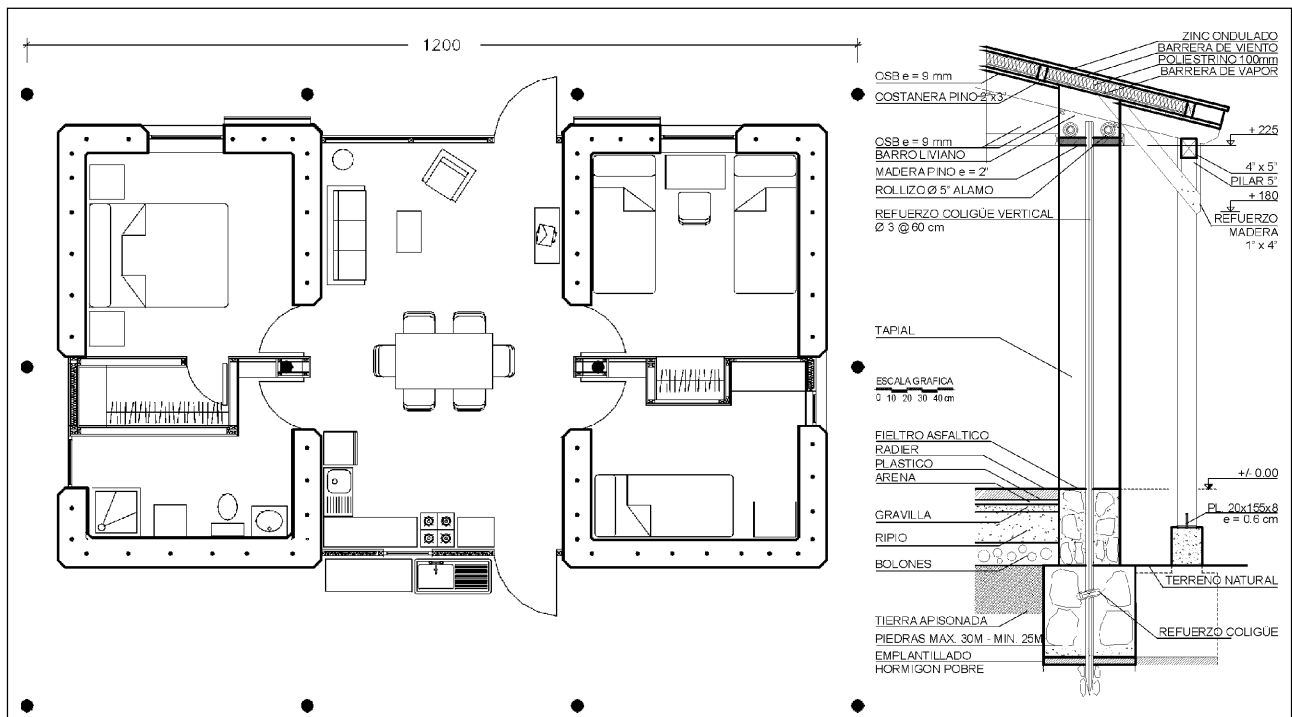 1200
ZINC ONDULADO
BARRERA DE VIENTO
POLIESTRINO 100mm
BARRERA DE VAPOR
OSB e = 9 mm
COSTANERA PINO 2"x3"
+ 225
OSB e = 9 mm
BARRO LIVIANO
MADERA PINO e = 2"
ROLLIZO Ø 5" ALAMO
4" x 5"
PILAR 5"
+ 180
REFUERZO COLIGÜE VERTICAL
Ø 3 @ 60 cm
REFUERZO
MADERA
1" x 4"
TAPIAL
ESCALA GRAFICA
0 10 20 30 40 cm
FIELTRO ASFALTICO
RADIER
PLASTICO
ARENA
+/- 0.00
GRAVILLA
PL. 20x155x8
e = 0.6 cm
RIPIO
BOLONES
TERRENO NATURAL
TIERRA APISONADA
PIEDRAS MAX. 30M - MIN. 25M
REFUERZO COLIGÜE
EMPLANTILLADO
HORMIGON POBRE